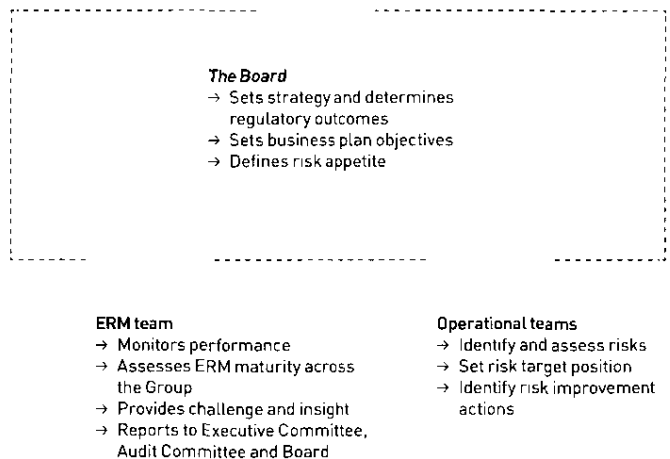 The Board
→ Sets strategy and determines
regulatory outcomes
→ Sets business plan objectives
→ Defines risk appetite
ERM team
→ Monitors performance
→ Assesses ERM maturity across
the Group
→ Provides challenge and insight
→ Reports to Executive Committee,
Audit Committee and Board
Operational teams
→ Identify and assess risks
→ Set risk target position
→ Identify risk improvement
actions